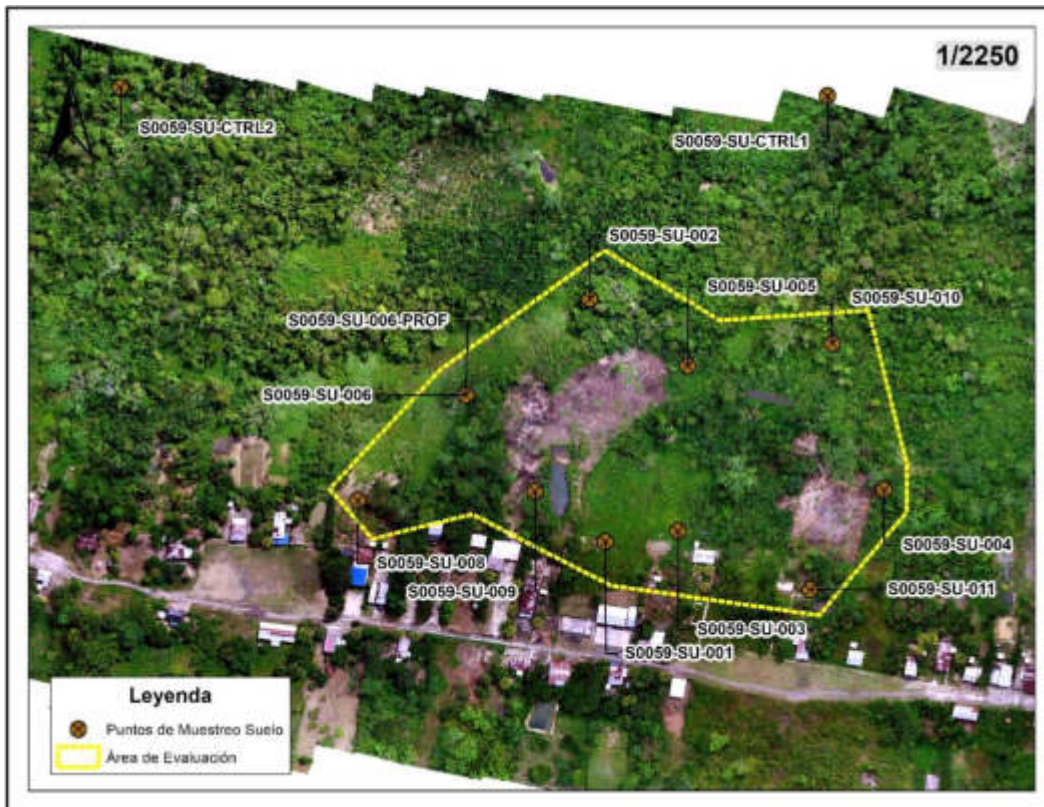 1/2250
N
S0059-SU-CTRL2
S0059-SU-CTRL1
S0059-SU-002
S0059-SU-005
S0059-SU-010
S0059-SU-006-PROF
S0059-SU-006
S0059-SU-004
S0059-SU-008
S0059-SU-009
S0059-SU-011
S0059-SU-003
S0059-SU-001
Leyenda
Puntos de Muestreo Suelo
Área de Evaluación